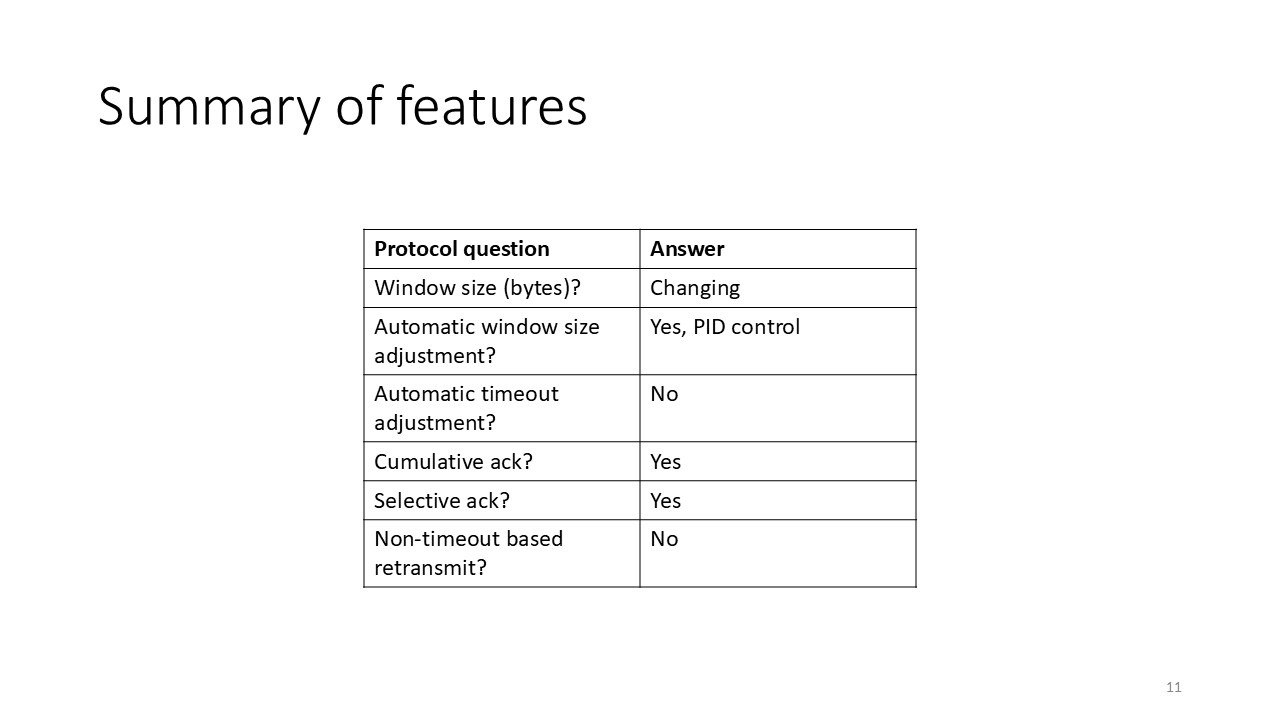 Summary of features
Protocol question Answer
Window size (bytes)? Changing
Automatic window size Yes, PID control
adjustment?
Automatic timeout No
adjustment?
Cumulative ack? Yes
Selective ack? Yes
Non-timeout based No
retransmit?
11